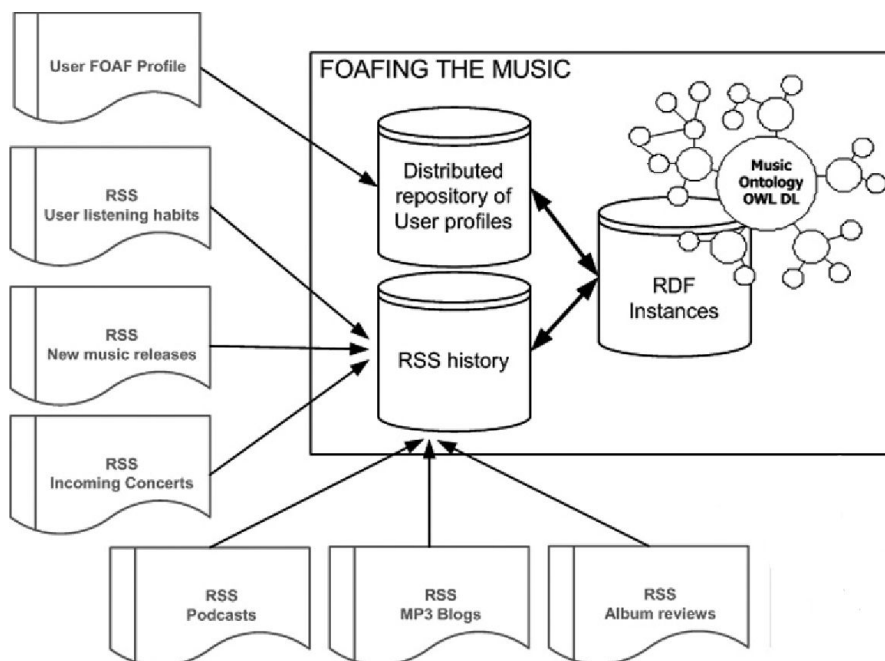 User FOAF Profile
RSS
User listening habits
RSS
New music releases
RSS
Incoming Concerts
FOAFING THE MUSIC
Distributed
repository of
User profiles
RSS history
Music
Ontology
OWL DL
RDF
Instances
RSS
Podcasts
RSS
MP3 Blogs
RSS
Album reviews